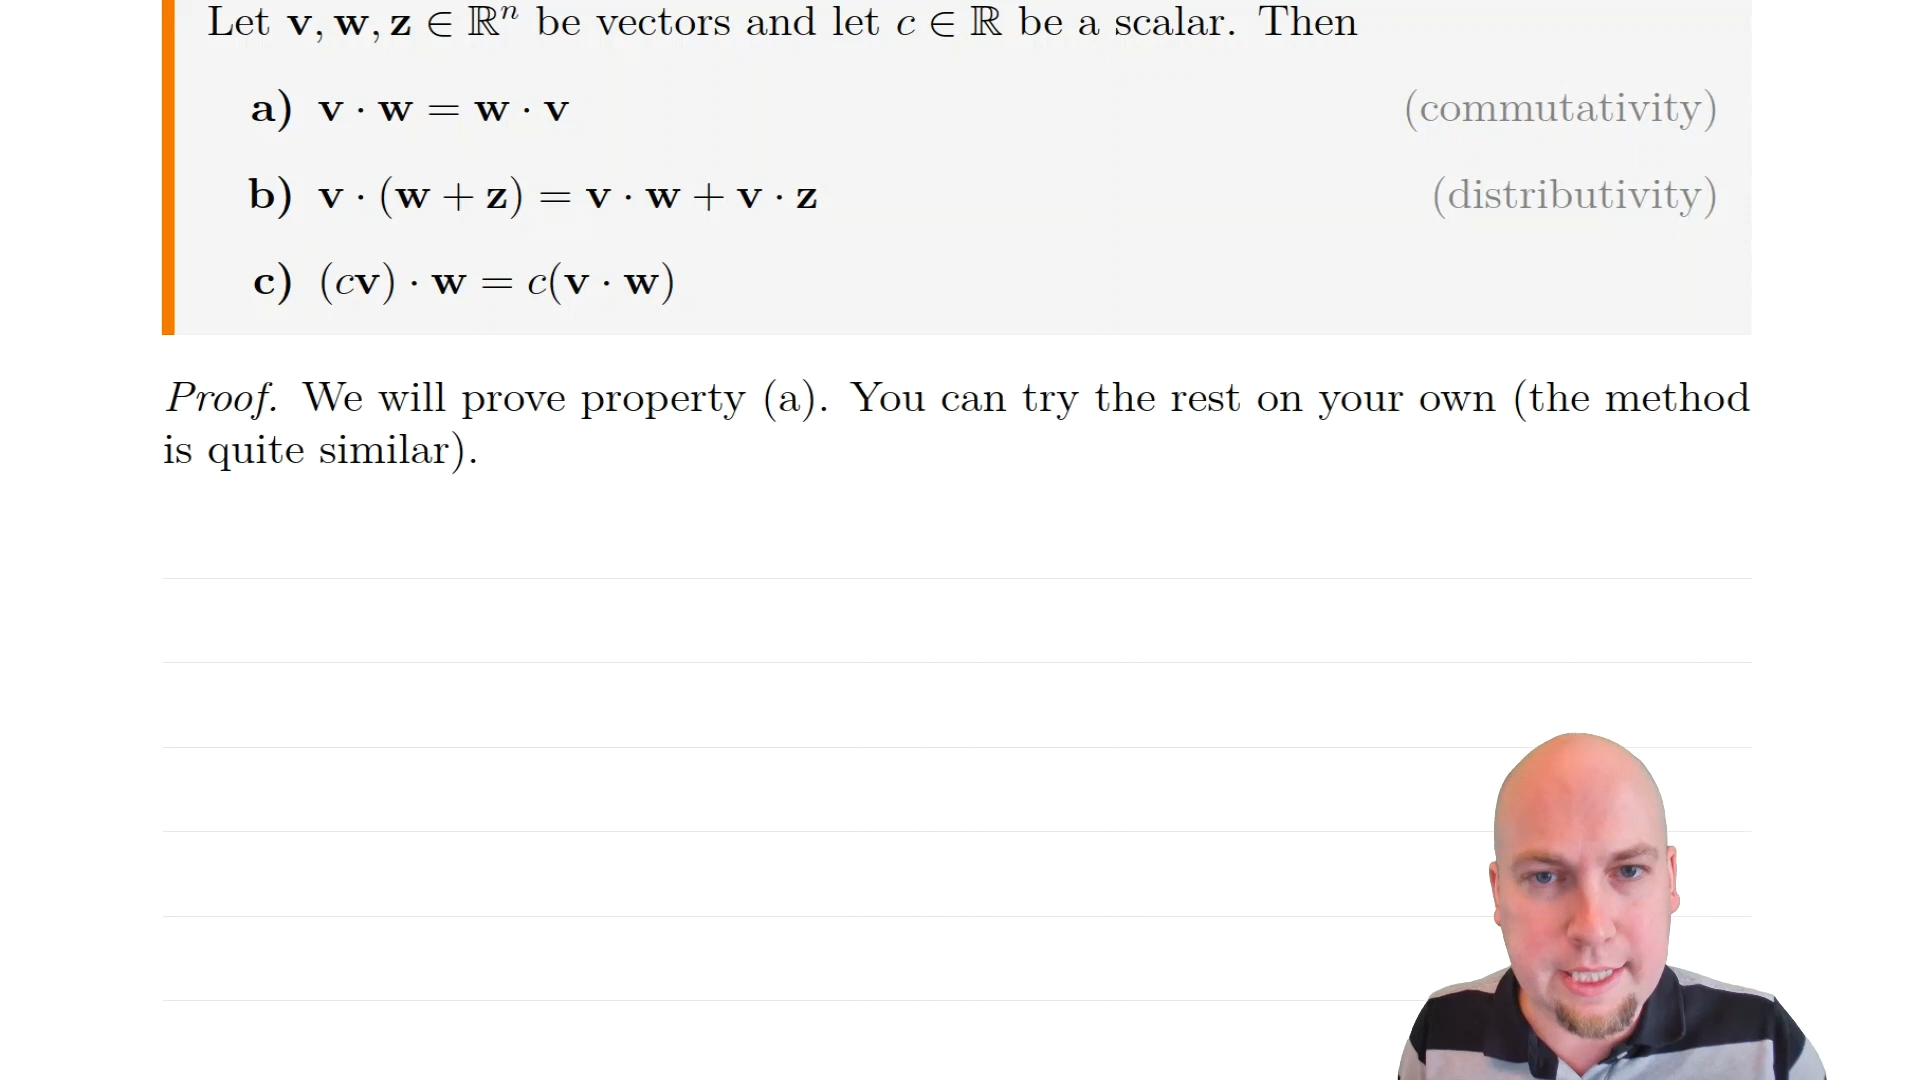 Let v, w, z ∈ ℝⁿ be vectors and let c ∈ ℝ be a scalar. Then
a) v · w = w · v (commutativity)
b) v · (w + z) = v · w + v · z (distributivity)
c) (cv) · w = c(v · w)
Proof. We will prove property (a). You can try the rest on your own (the method
is quite similar).